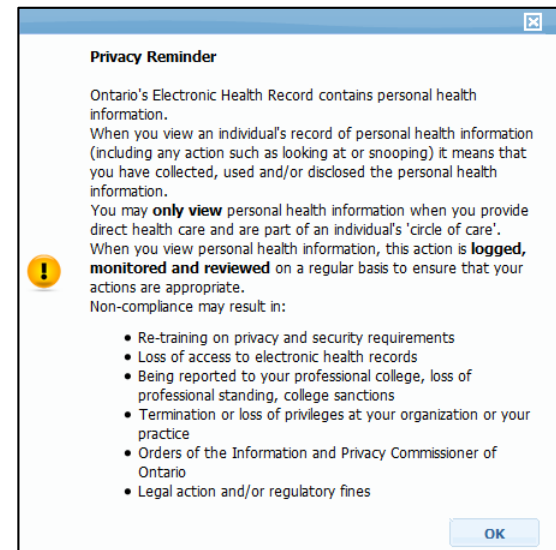 Privacy Reminder
Ontario's Electronic Health Record contains personal health
information.
When you view an individual's record of personal health information
(including any action such as looking at or snooping) it means that
you have collected, used and/or disclosed the personal health
information.
You may only view personal health information when you provide
direct health care and are part of an individual's 'circle of care'.
When you view personal health information, this action is logged,
monitored and reviewed on a regular basis to ensure that your
actions are appropriate.
Non-compliance may result in:
• Re-training on privacy and security requirements
• Loss of access to electronic health records
• Being reported to your professional college, loss of
professional standing, college sanctions
• Termination or loss of privileges at your organization or your
practice
• Orders of the Information and Privacy Commissioner of
Ontario
• Legal action and/or regulatory fines
OK